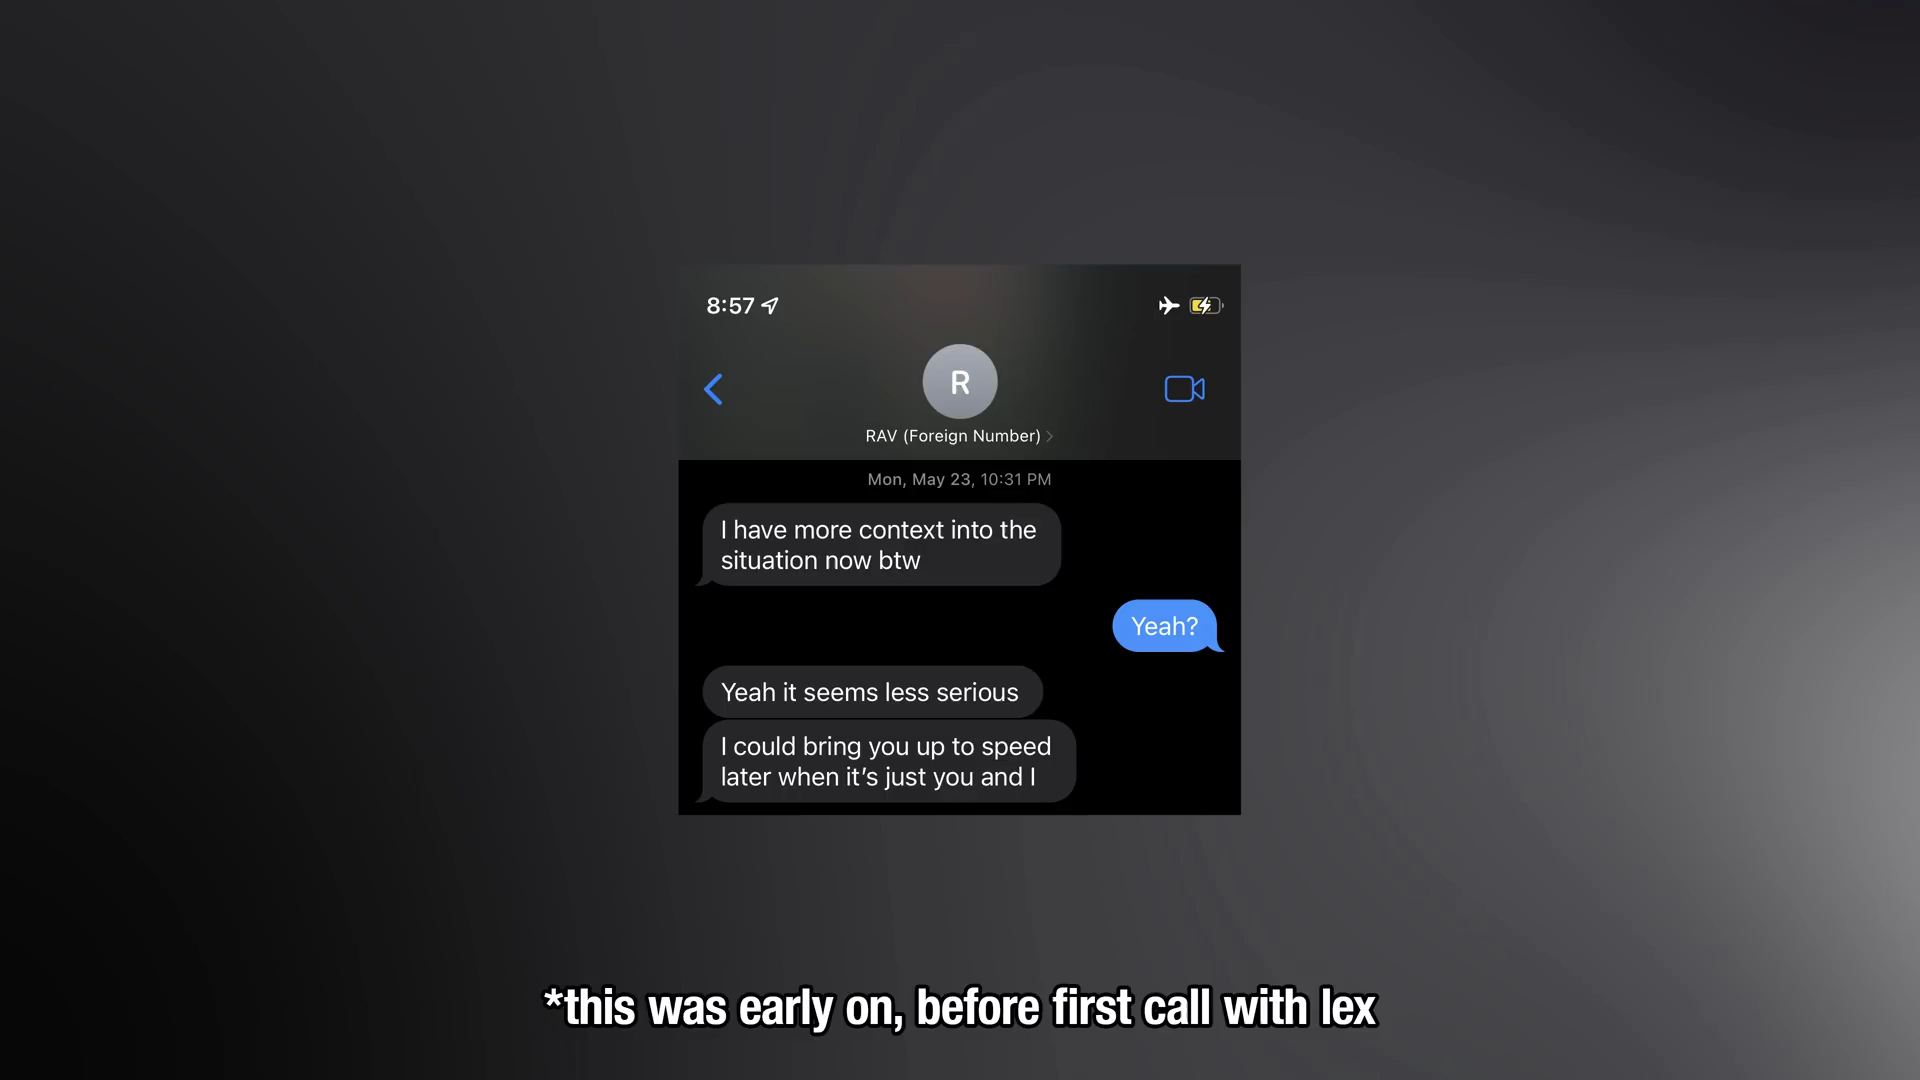 8:57
R
RAV (Foreign Number)
Mon, May 23, 10:31 PM
I have more context into the
situation now btw
Yeah?
Yeah it seems less serious
I could bring you up to speed
later when it’s just you and I
*this was early on, before first call with lex